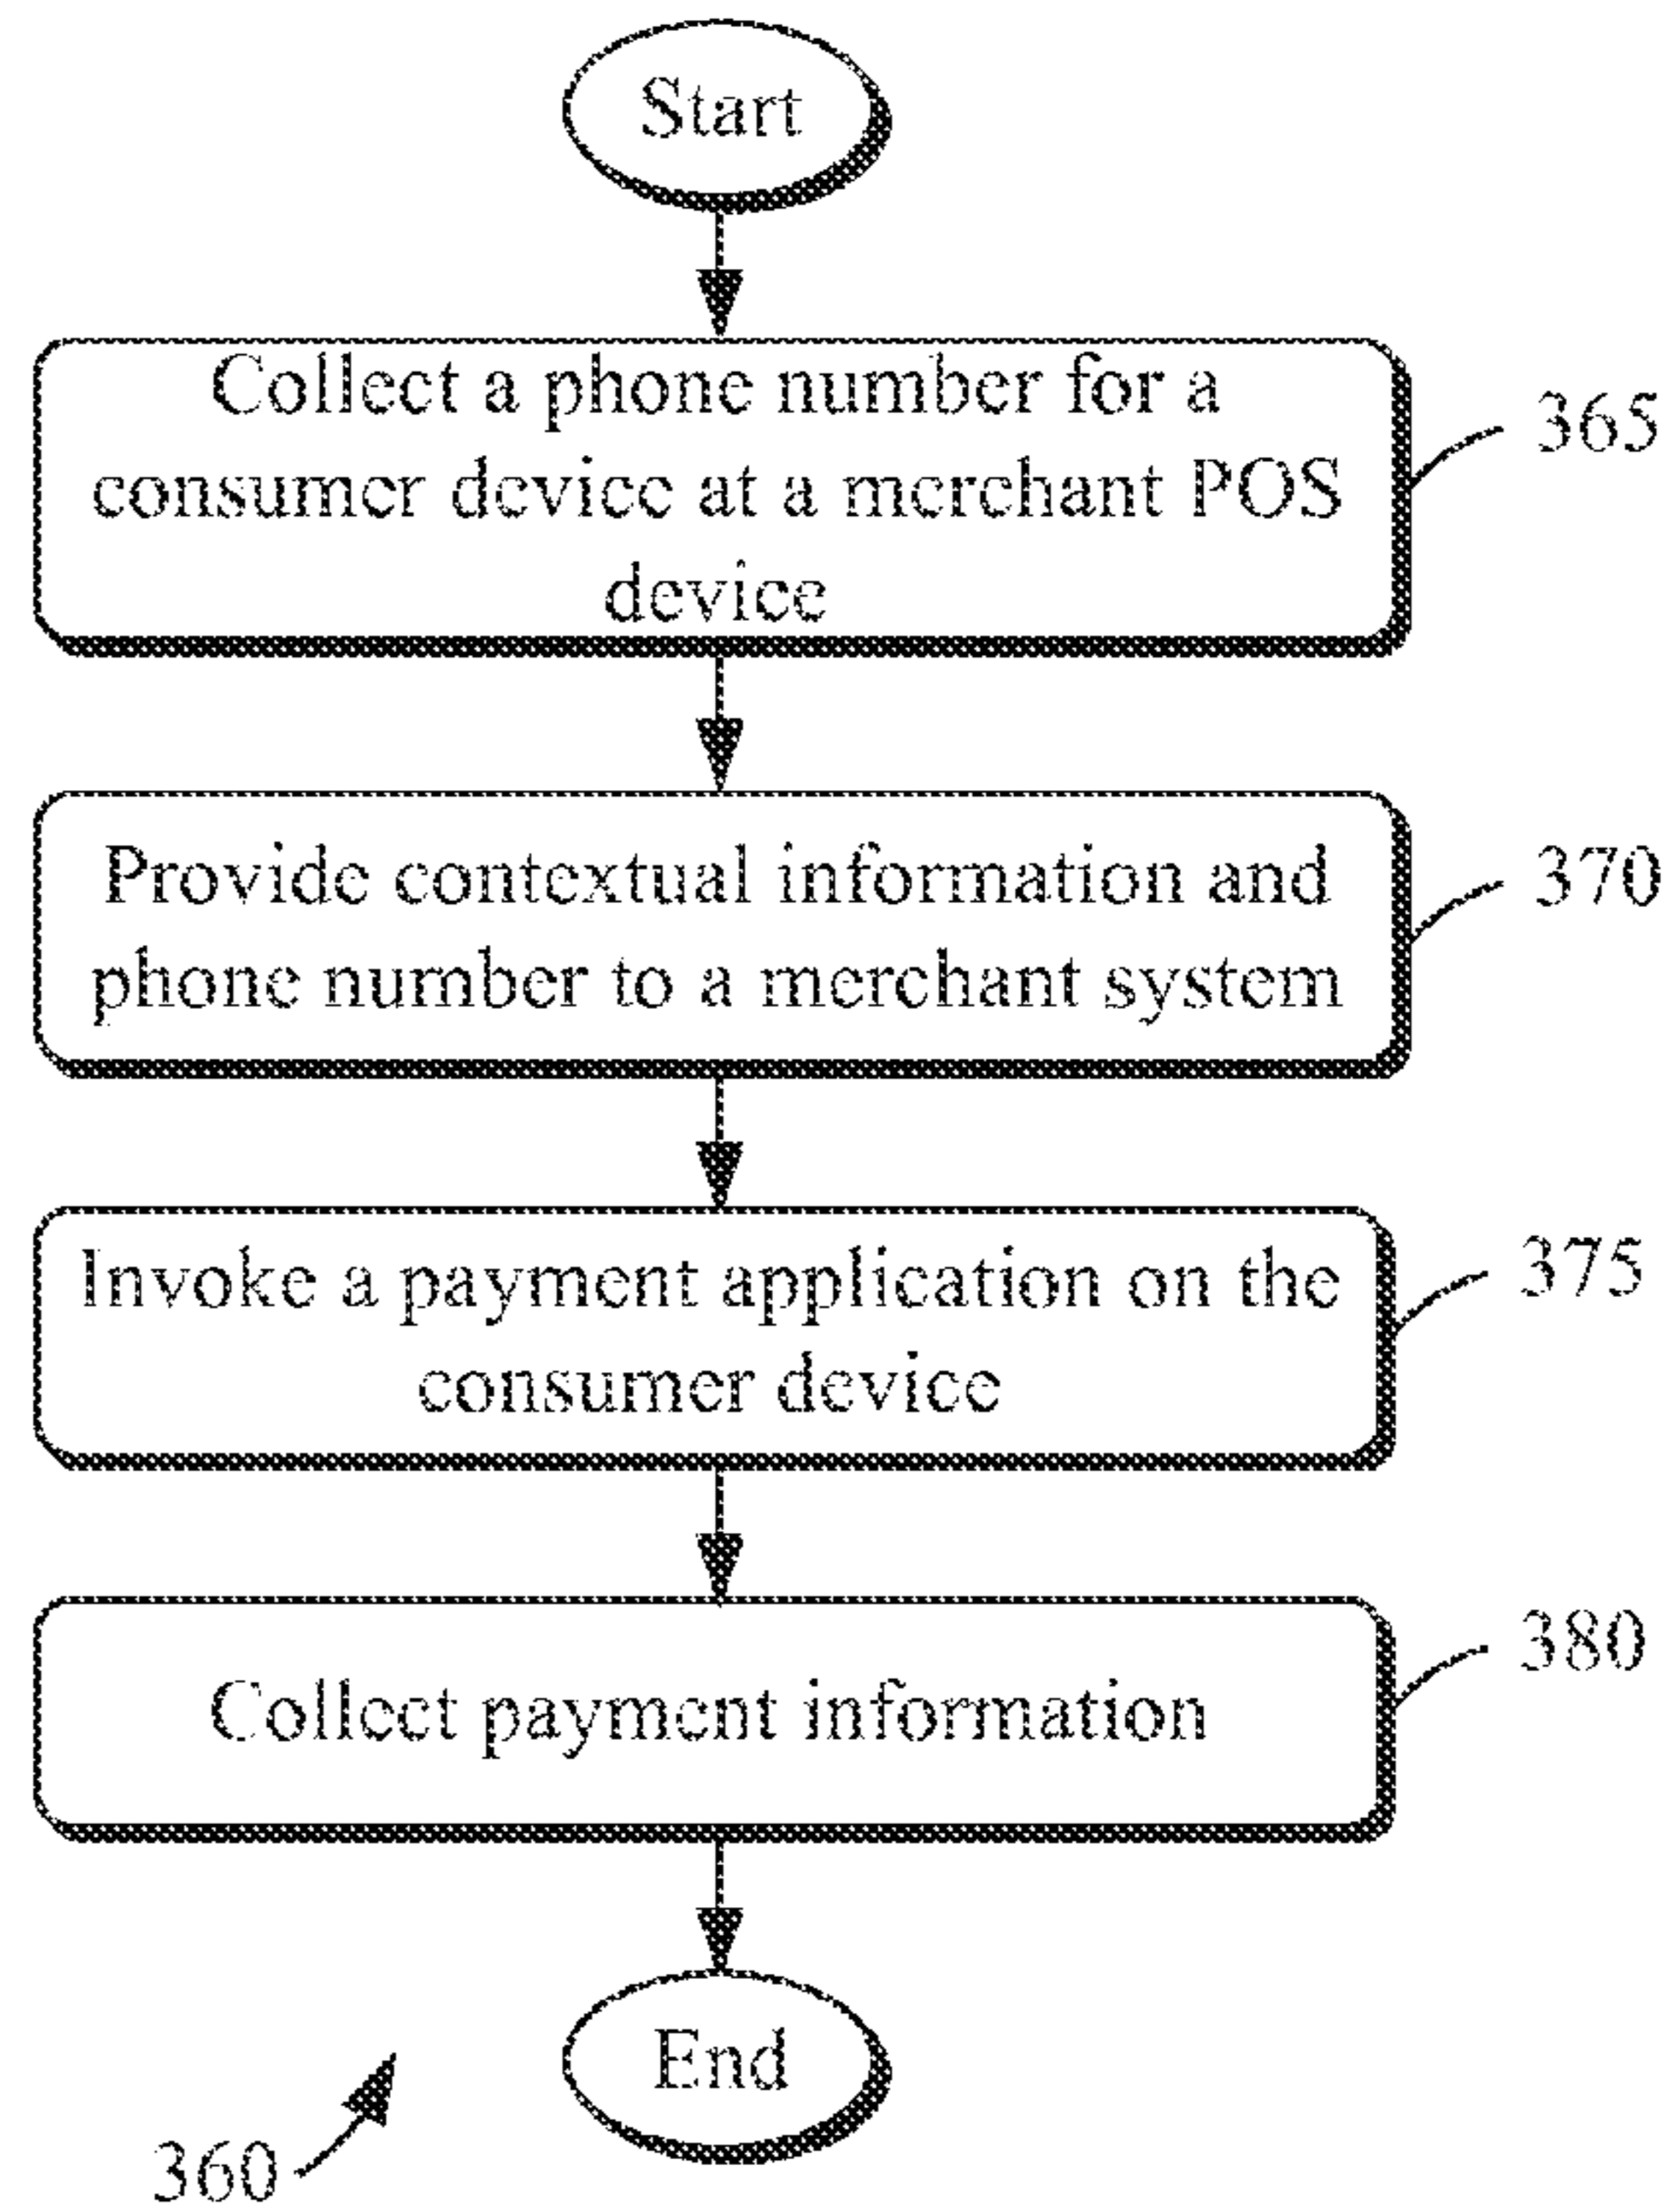 Start
Collect a phone number for a
consumer device at a merchant POS
device
365
Provide contextual information and
phone number to a merchant system
370
Invoke a payment application on the
consumer device
375
Collect payment information
380
End
360